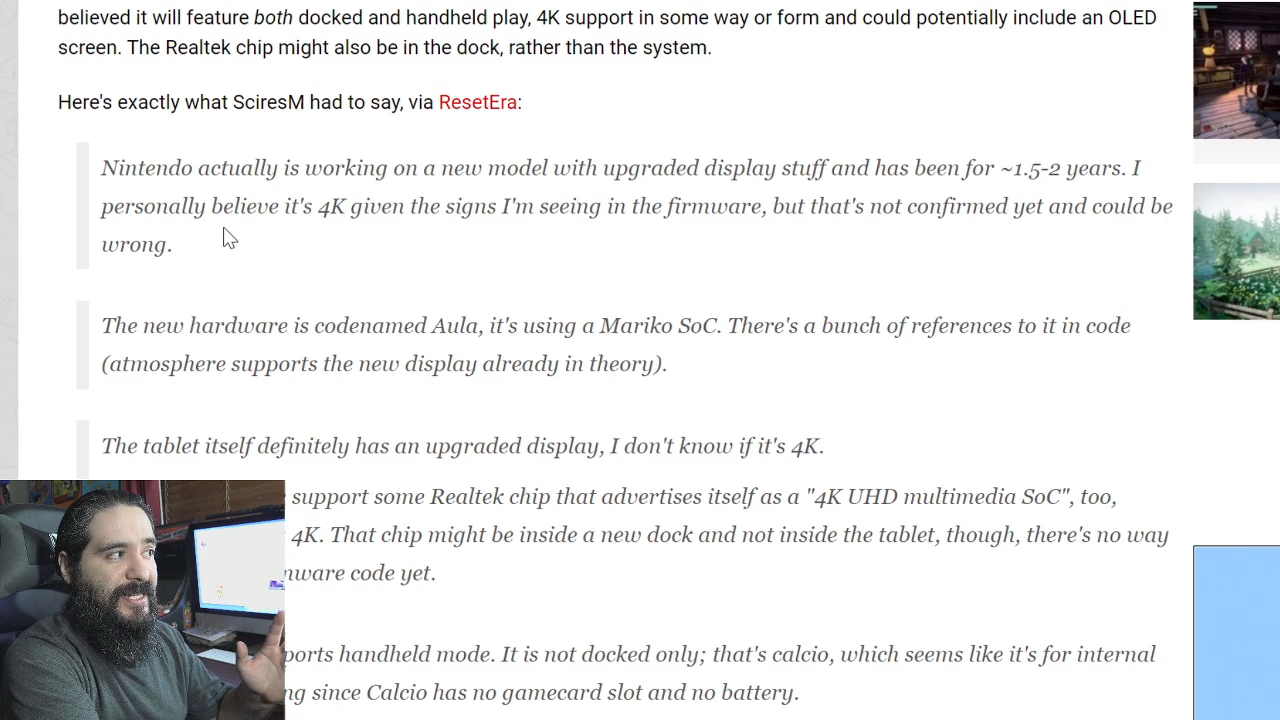 believed it will feature both docked and handheld play, 4K support in some way or form and could potentially include an OLED
screen. The Realtek chip might also be in the dock, rather than the system.
Here's exactly what SciresM had to say, via ResetEra:
Nintendo actually is working on a new model with upgraded display stuff and has been for ~1.5-2 years. I
personally believe it's 4K given the signs I'm seeing in the firmware, but that's not confirmed yet and could be
wrong.
The new hardware is codenamed Aula, it's using a Mariko SoC. There's a bunch of references to it in code
(atmosphere supports the new display already in theory).
The tablet itself definitely has an upgraded display, I don't know if it's 4K.
support some Realtek chip that advertises itself as a "4K UHD multimedia SoC", too,
4K. That chip might be inside a new dock and not inside the tablet, though, there's no way
ware code yet.
ports handheld mode. It is not docked only; that's calcio, which seems like it's for internal
ng since Calcio has no gamecard slot and no battery.